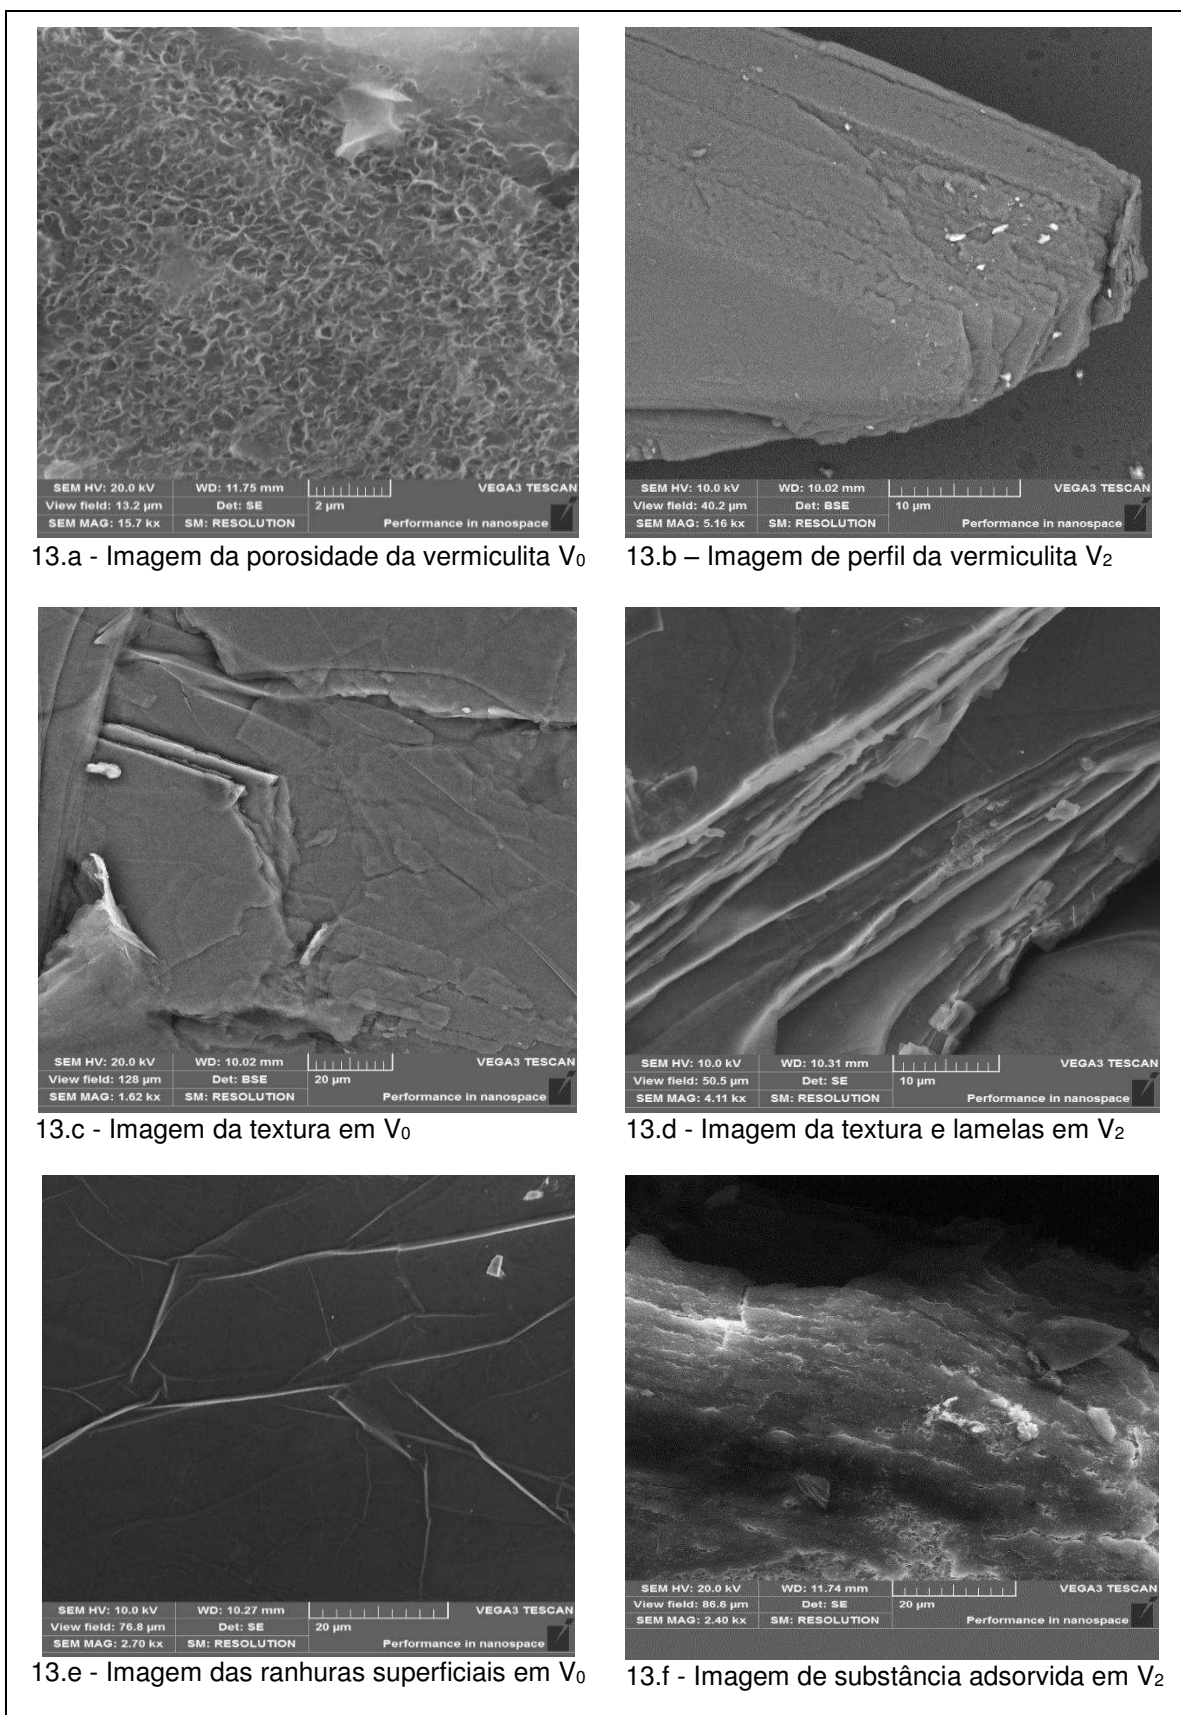 SEM HV: 20.0 kV WD: 11.75 mm VEGA3 TESCAN
View field: 13.2 µm Det: SE 2 µm
SEM MAG: 15.7 kx SM: RESOLUTION Performance in nanospace
13.a - Imagem da porosidade da vermiculita V₀
SEM HV: 10.0 kV WD: 10.02 mm VEGA3 TESCAN
View field: 40.2 µm Det: BSE 10 µm
SEM MAG: 5.16 kx SM: RESOLUTION Performance in nanospace
13.b – Imagem de perfil da vermiculita V₂
SEM HV: 20.0 kV WD: 10.02 mm VEGA3 TESCAN
View field: 128 µm Det: BSE 20 µm
SEM MAG: 1.62 kx SM: RESOLUTION Performance in nanospace
13.c - Imagem da textura em V₀
SEM HV: 10.0 kV WD: 10.31 mm VEGA3 TESCAN
View field: 50.5 µm Det: SE 10 µm
SEM MAG: 4.11 kx SM: RESOLUTION Performance in nanospace
13.d - Imagem da textura e lamelas em V₂
SEM HV: 10.0 kV WD: 10.27 mm VEGA3 TESCAN
View field: 76.8 µm Det: SE 20 µm
SEM MAG: 2.70 kx SM: RESOLUTION Performance in nanospace
13.e - Imagem das ranhuras superficiais em V₀
SEM HV: 20.0 kV WD: 11.74 mm VEGA3 TESCAN
View field: 86.6 µm Det: SE 20 µm
SEM MAG: 2.40 kx SM: RESOLUTION Performance in nanospace
13.f - Imagem de substância adsorvida em V₂